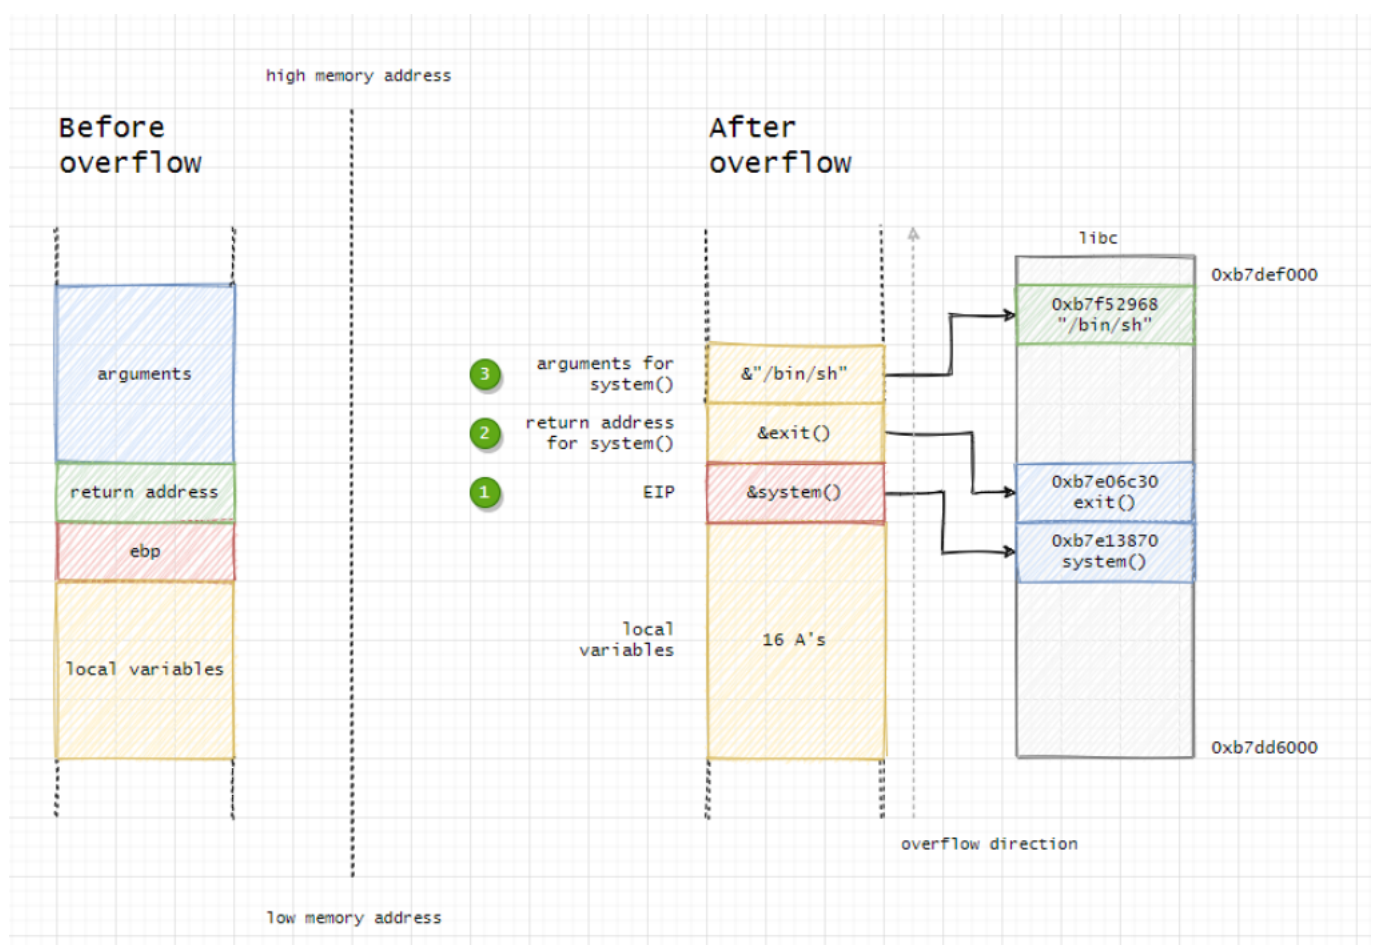 high memory address
Before
overflow
After
overflow
libc
0xb7def000
0xb7f52968
"/bin/sh"
arguments
3
arguments for
system()
&"/bin/sh"
2
return address
for system()
&exit()
return address
1
EIP
&system()
0xb7e06c30
exit()
ebp
0xb7e13870
system()
local variables
local
variables
16 A's
0xb7dd6000
overflow direction
low memory address